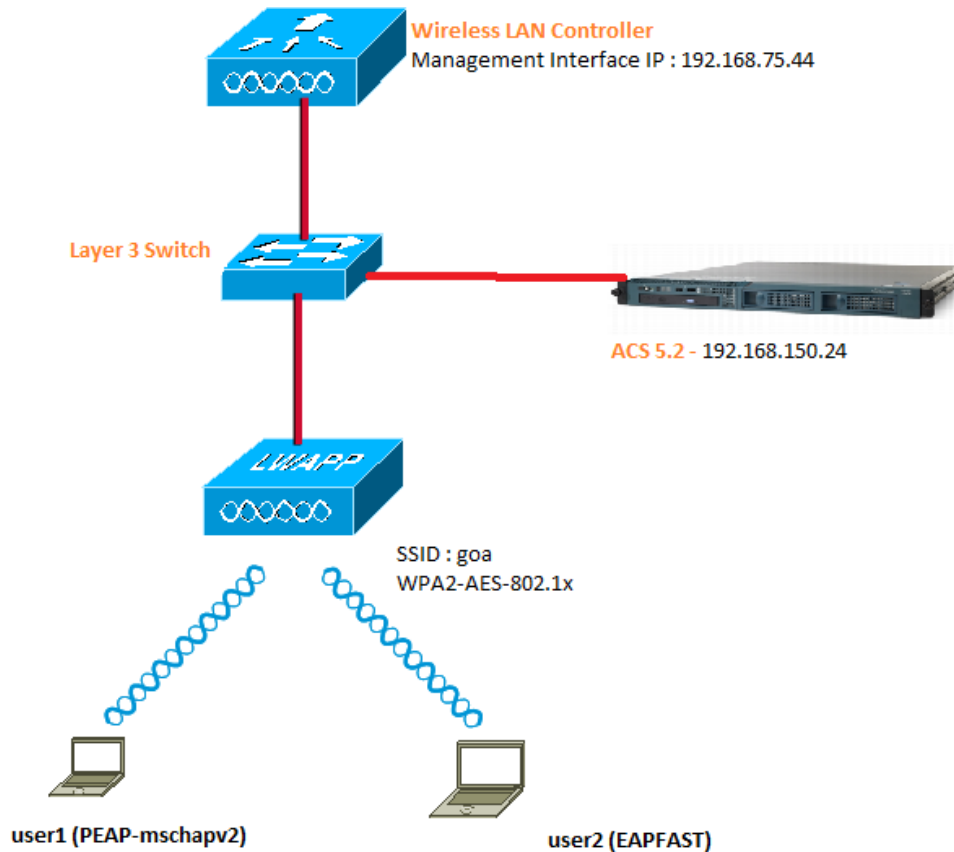 Wireless LAN Controller
Management Interface IP : 192.168.75.44
Layer 3 Switch
ACS 5.2 - 192.168.150.24
LWAPP
SSID : goa
WPA2-AES-802.1x
user1 (PEAP-mschapv2)
user2 (EAPFAST)